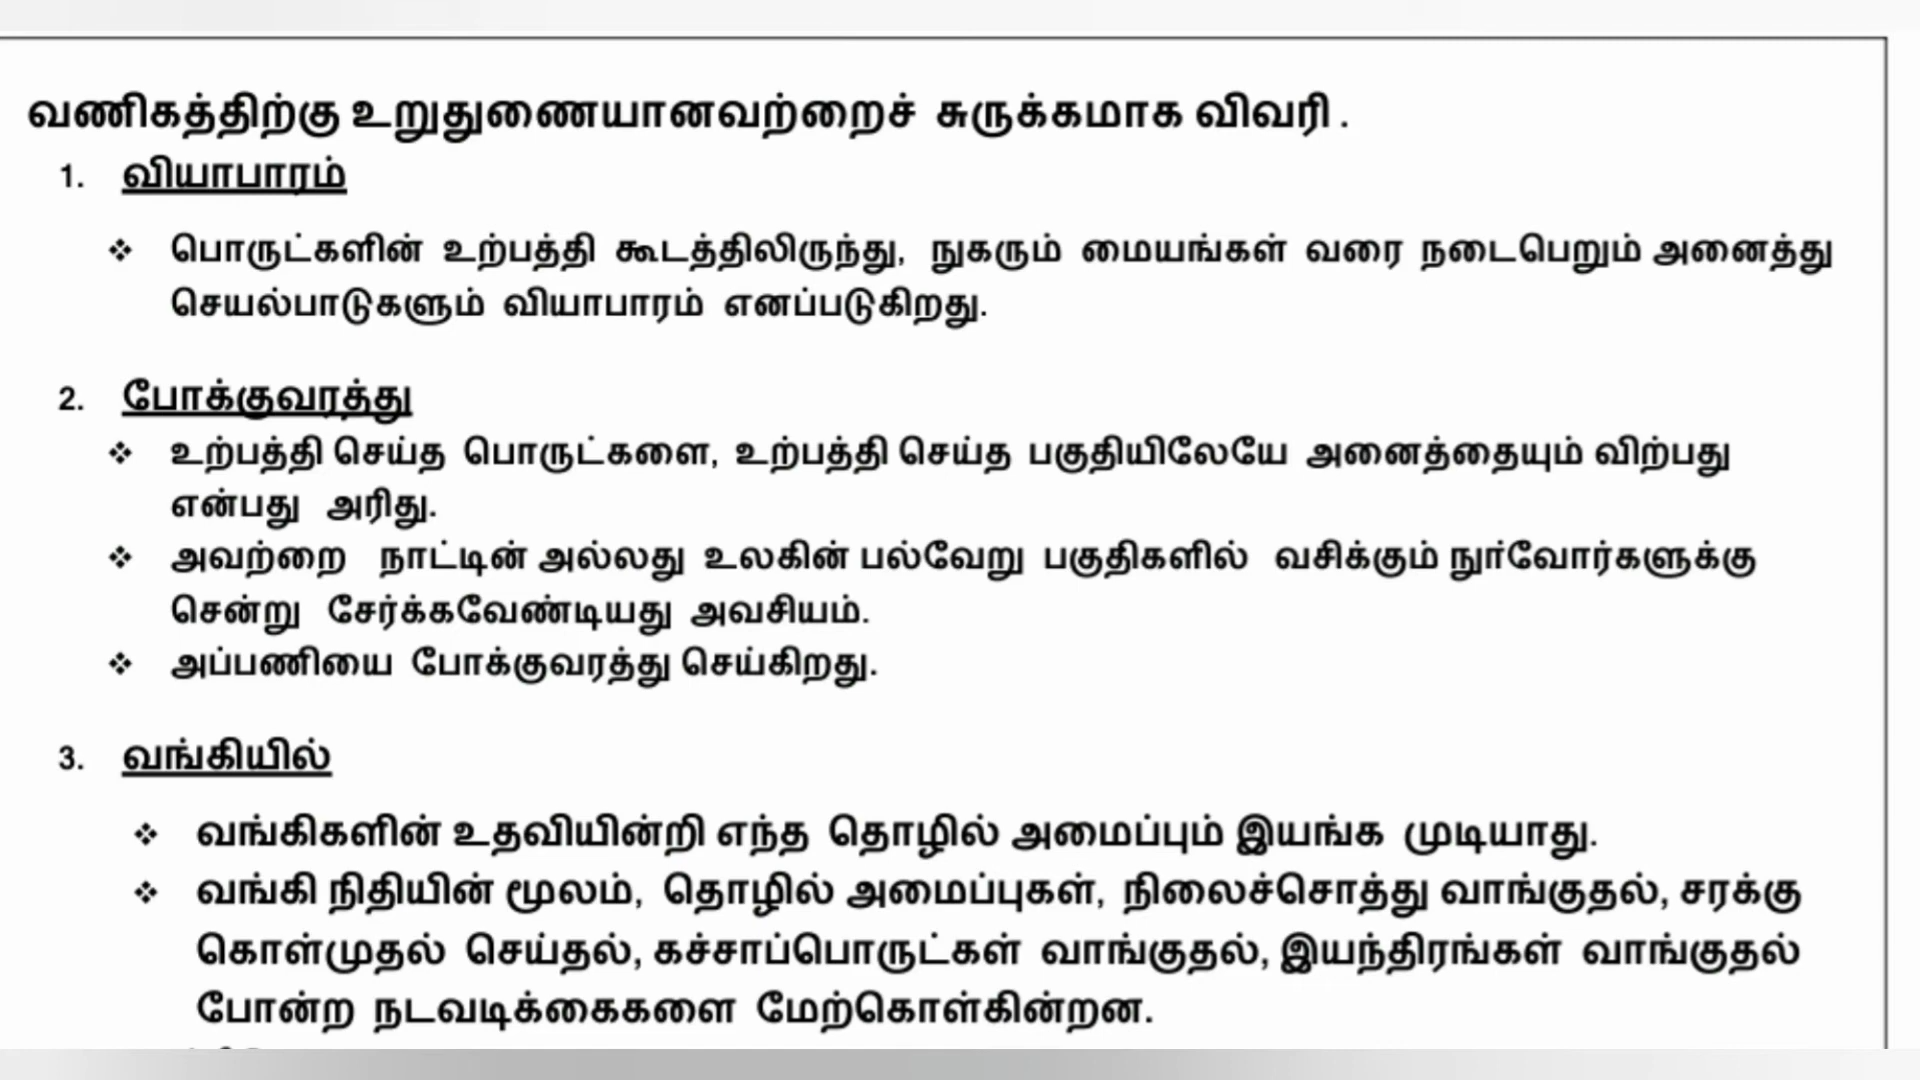 வணிகத்திற்கு உறுதுணையானவற்றைச் சுருக்கமாக விவரி .
1. வியாபாரம்
❖ பொருட்களின் உற்பத்தி கூடத்திலிருந்து, நுகரும் மையங்கள் வரை நடைபெறும் அனைத்து
செயல்பாடுகளும் வியாபாரம் எனப்படுகிறது.
2. போக்குவரத்து
❖ உற்பத்தி செய்த பொருட்களை, உற்பத்தி செய்த பகுதியிலேயே அனைத்தையும் விற்பது
என்பது அரிது.
❖ அவற்றை நாட்டின் அல்லது உலகின் பல்வேறு பகுதிகளில் வசிக்கும் நுர்வோர்களுக்கு
சென்று சேர்க்கவேண்டியது அவசியம்.
❖ அப்பணியை போக்குவரத்து செய்கிறது.
3. வங்கியில்
❖ வங்கிகளின் உதவியின்றி எந்த தொழில் அமைப்பும் இயங்க முடியாது.
❖ வங்கி நிதியின் மூலம், தொழில் அமைப்புகள், நிலைச்சொத்து வாங்குதல், சரக்கு
கொள்முதல் செய்தல், கச்சாப்பொருட்கள் வாங்குதல், இயந்திரங்கள் வாங்குதல்
போன்ற நடவடிக்கைகளை மேற்கொள்கின்றன.